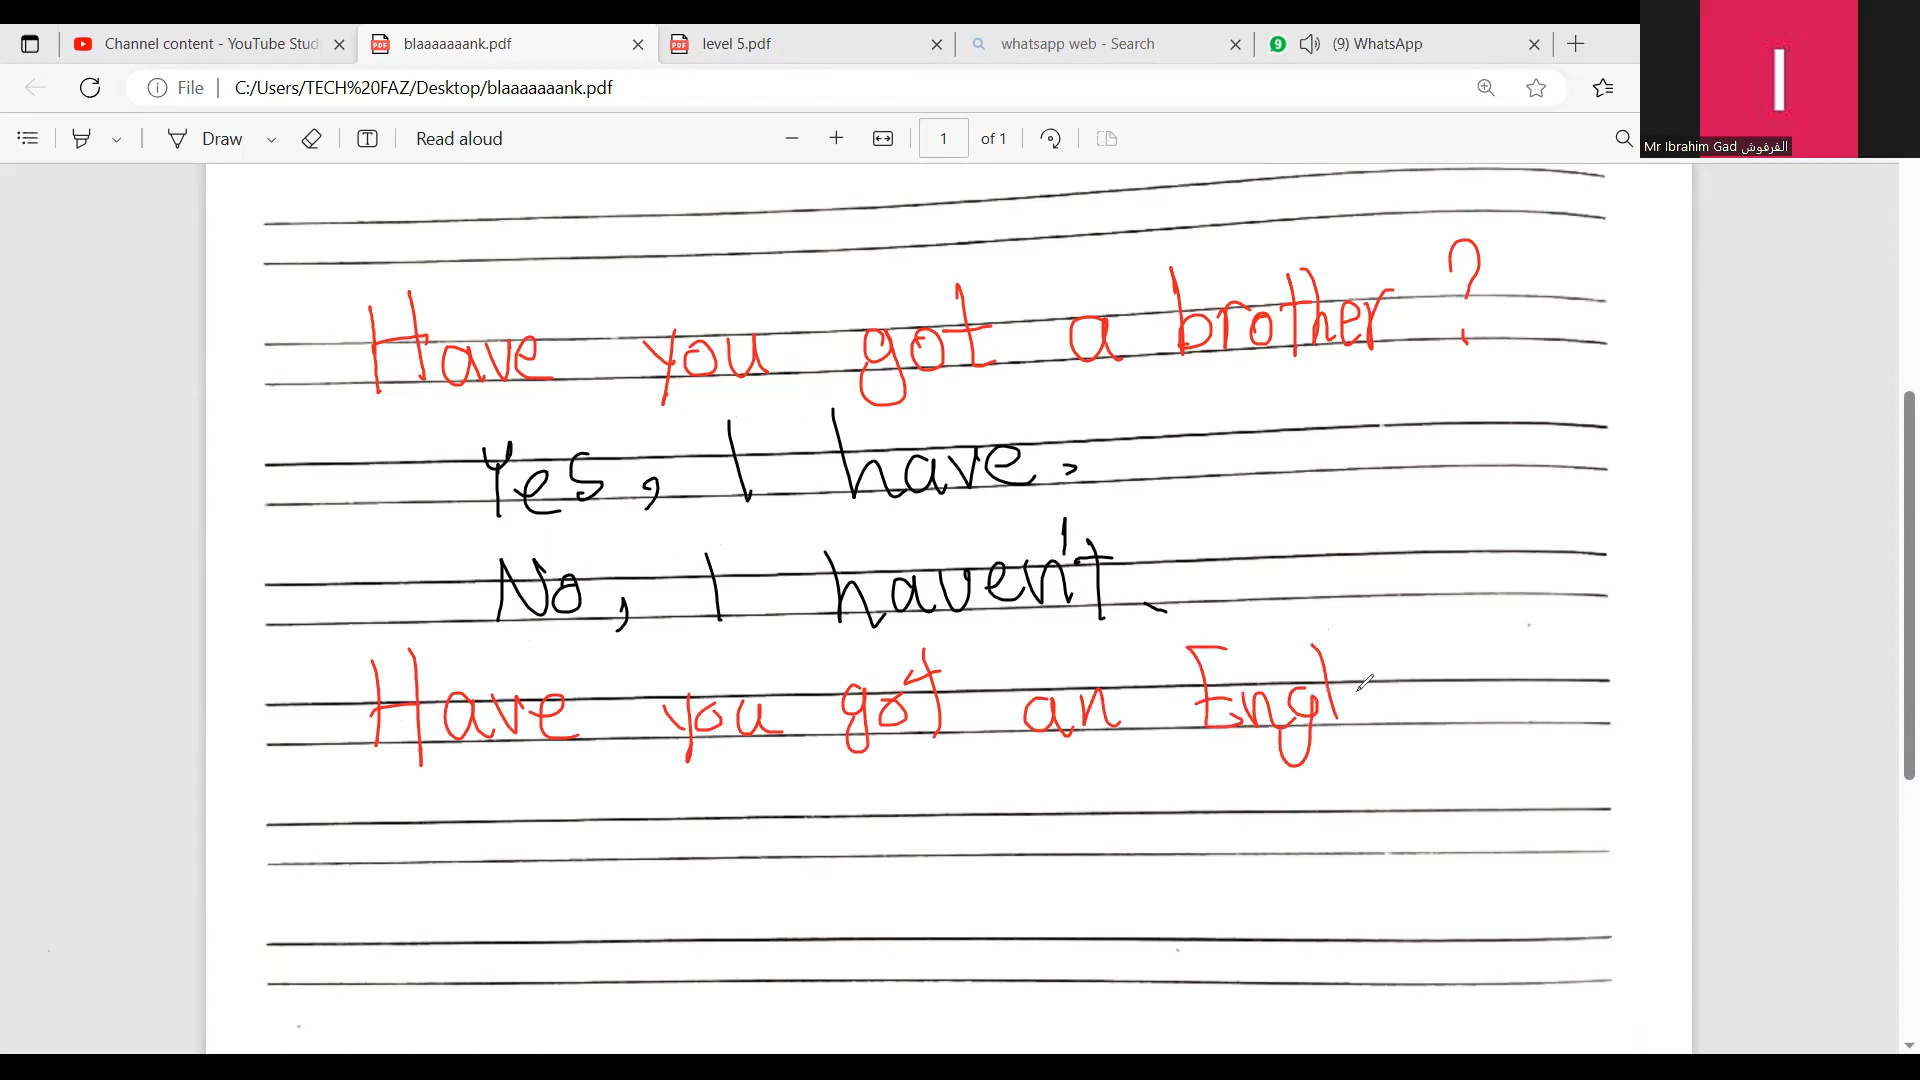 Channel content - YouTube Stud
blaaaaaaank.pdf
level 5.pdf
whatsapp web - Search
9
(9) WhatsApp
File
C:/Users/TECH%20FAZ/Desktop/blaaaaaaank.pdf
Draw
Read aloud
1
of 1
I
Mr Ibrahim Gad الفرفوش
Have you got a brother?
Yes, I have.
No, I haven't.
Have you got an Engl